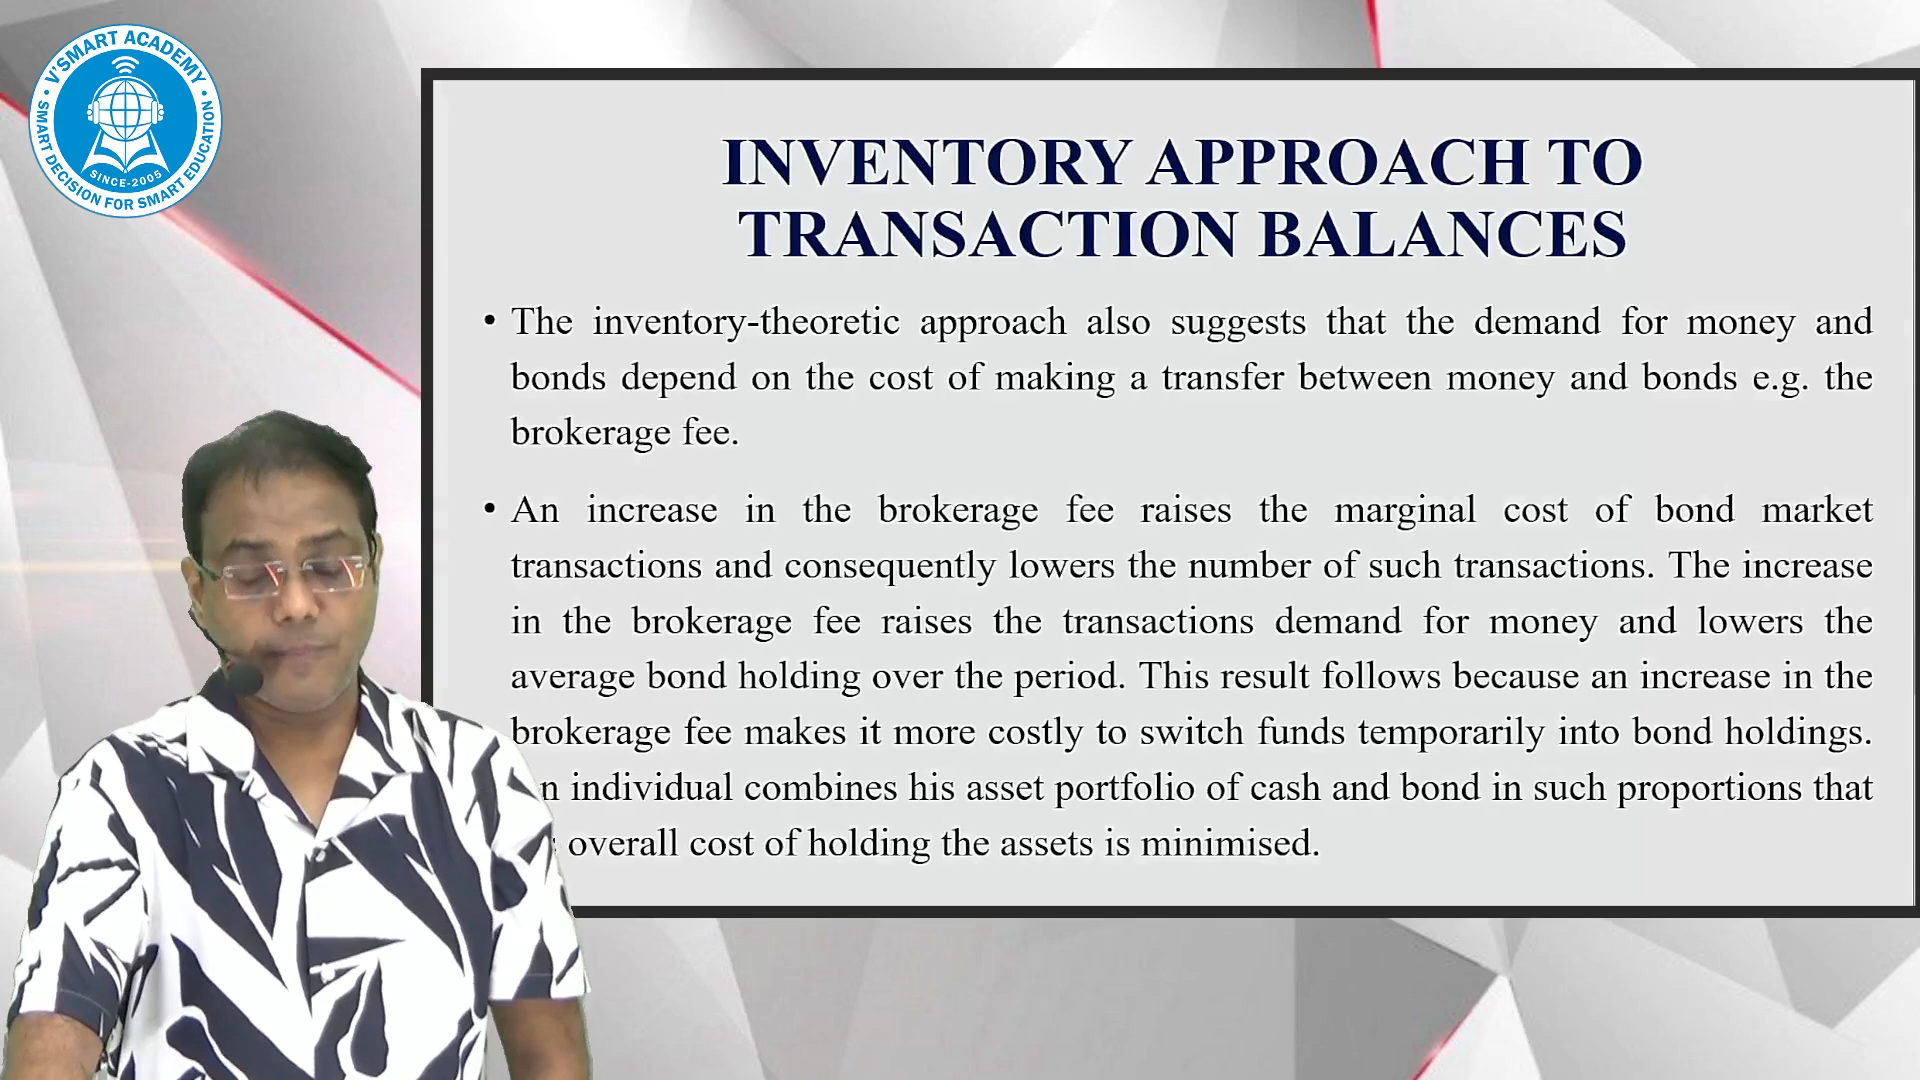 V'SMART ACADEMY
SMART DECISION FOR SMART EDUCATION
SINCE-2005
INVENTORY APPROACH TO
TRANSACTION BALANCES
• The inventory-theoretic approach also suggests that the demand for money and
bonds depend on the cost of making a transfer between money and bonds e.g. the
brokerage fee.
• An increase in the brokerage fee raises the marginal cost of bond market
transactions and consequently lowers the number of such transactions. The increase
in the brokerage fee raises the transactions demand for money and lowers the
average bond holding over the period. This result follows because an increase in the
brokerage fee makes it more costly to switch funds temporarily into bond holdings.
individual combines his asset portfolio of cash and bond in such proportions that
overall cost of holding the assets is minimised.